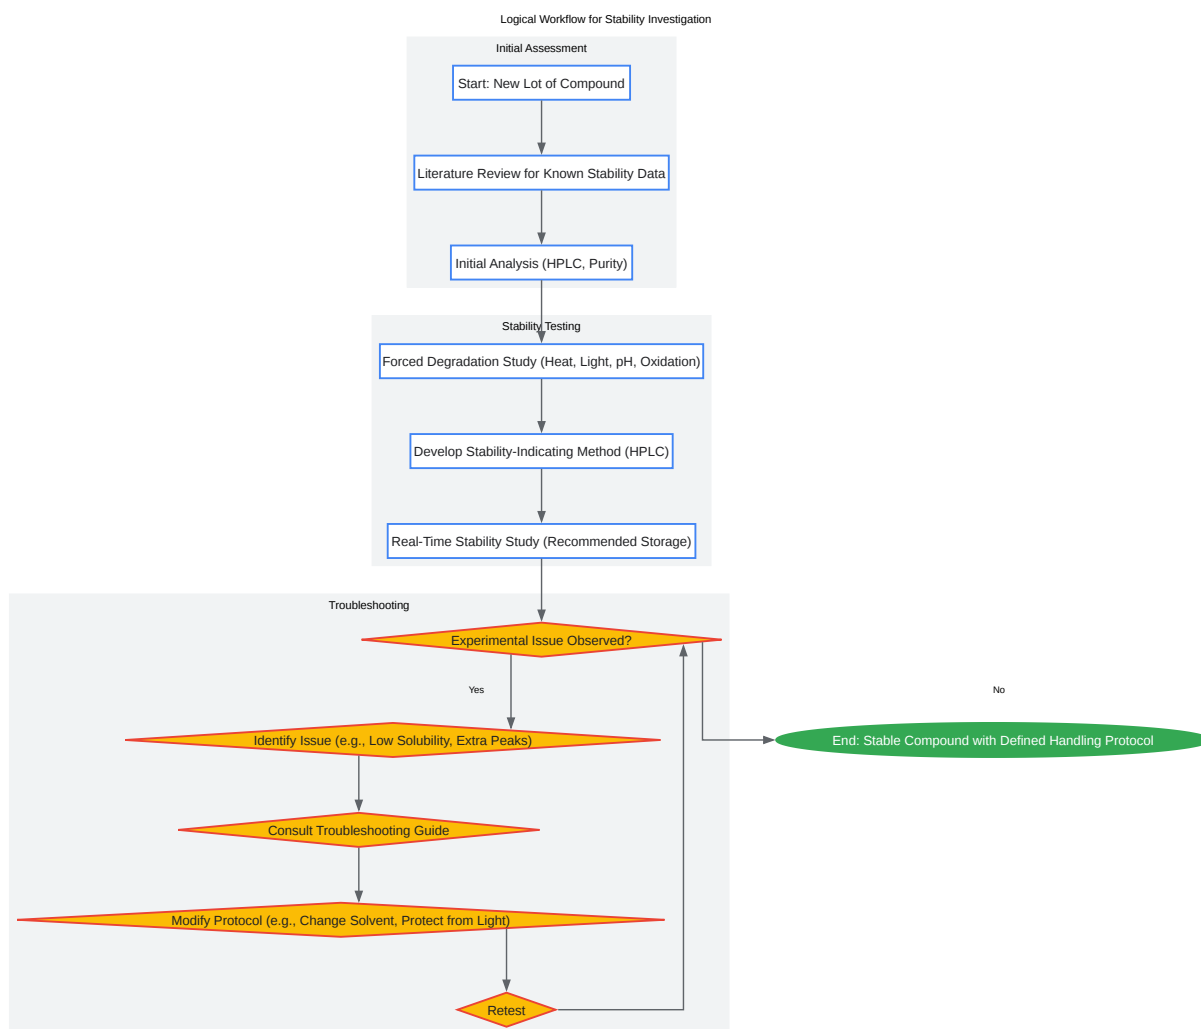 Logical Workflow for Stability Investigation
Initial Assessment
Start: New Lot of Compound
Literature Review for Known Stability Data
Initial Analysis (HPLC, Purity)
Stability Testing
Forced Degradation Study (Heat, Light, pH, Oxidation)
Develop Stability-Indicating Method (HPLC)
Real-Time Stability Study (Recommended Storage)
Troubleshooting
Experimental Issue Observed?
Yes
No
Identify Issue (e.g., Low Solubility, Extra Peaks)
End: Stable Compound with Defined Handling Protocol
Consult Troubleshooting Guide
Modify Protocol (e.g., Change Solvent, Protect from Light)
Retest